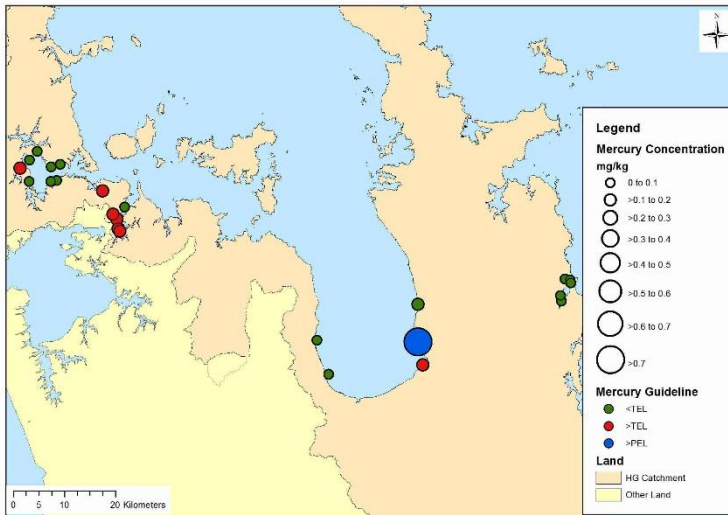 N
Legend
Mercury Concentration
mg/kg
0 to 0.1
>0.1 to 0.2
>0.2 to 0.3
>0.3 to 0.4
>0.4 to 0.5
>0.5 to 0.6
>0.6 to 0.7
>0.7
Mercury Guideline
<TEL
>TEL
>PEL
Land
HG Catchment
Other Land
0 5 10 20 Kilometers